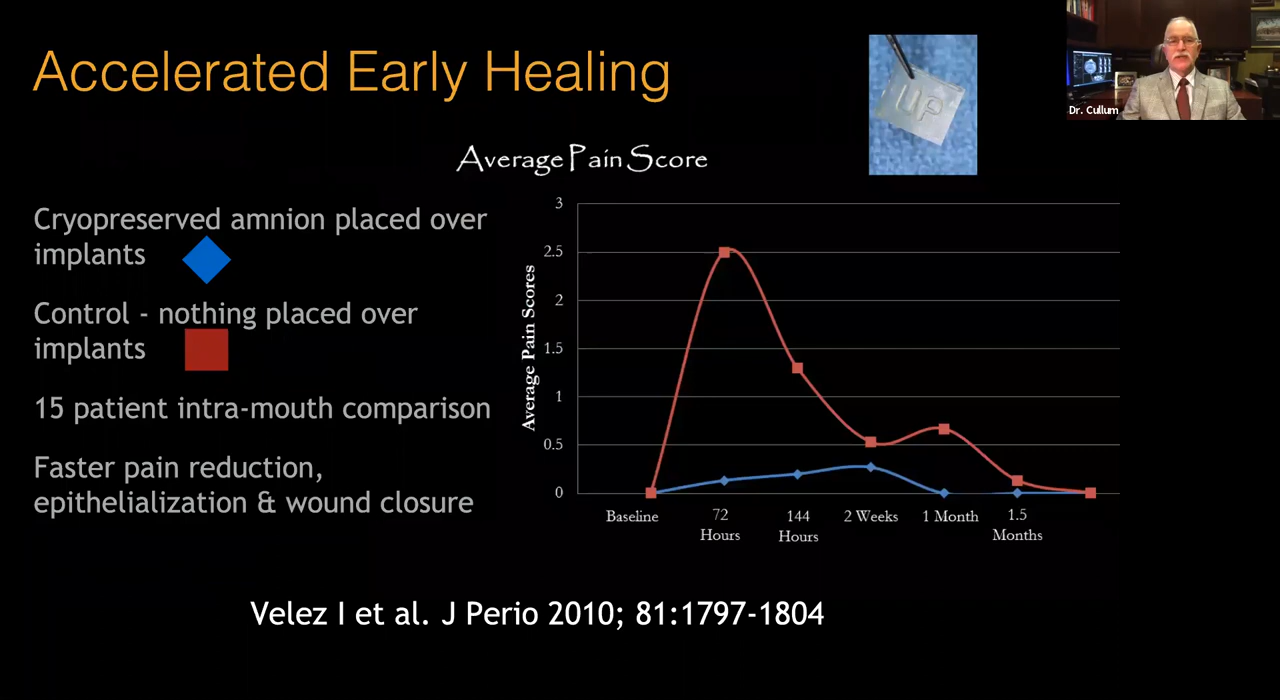 Accelerated Early Healing
UP
Dr. Cullum
Average Pain Score
Cryopreserved amnion placed over
implants
Control - nothing placed over
implants
15 patient intra-mouth comparison
Faster pain reduction,
epithelialization & wound closure
Average Pain Scores
3
2.5
2
1.5
1
0.5
0
Baseline
72
Hours
144
Hours
2 Weeks
1 Month
1.5
Months
Velez I et al. J Perio 2010; 81:1797-1804